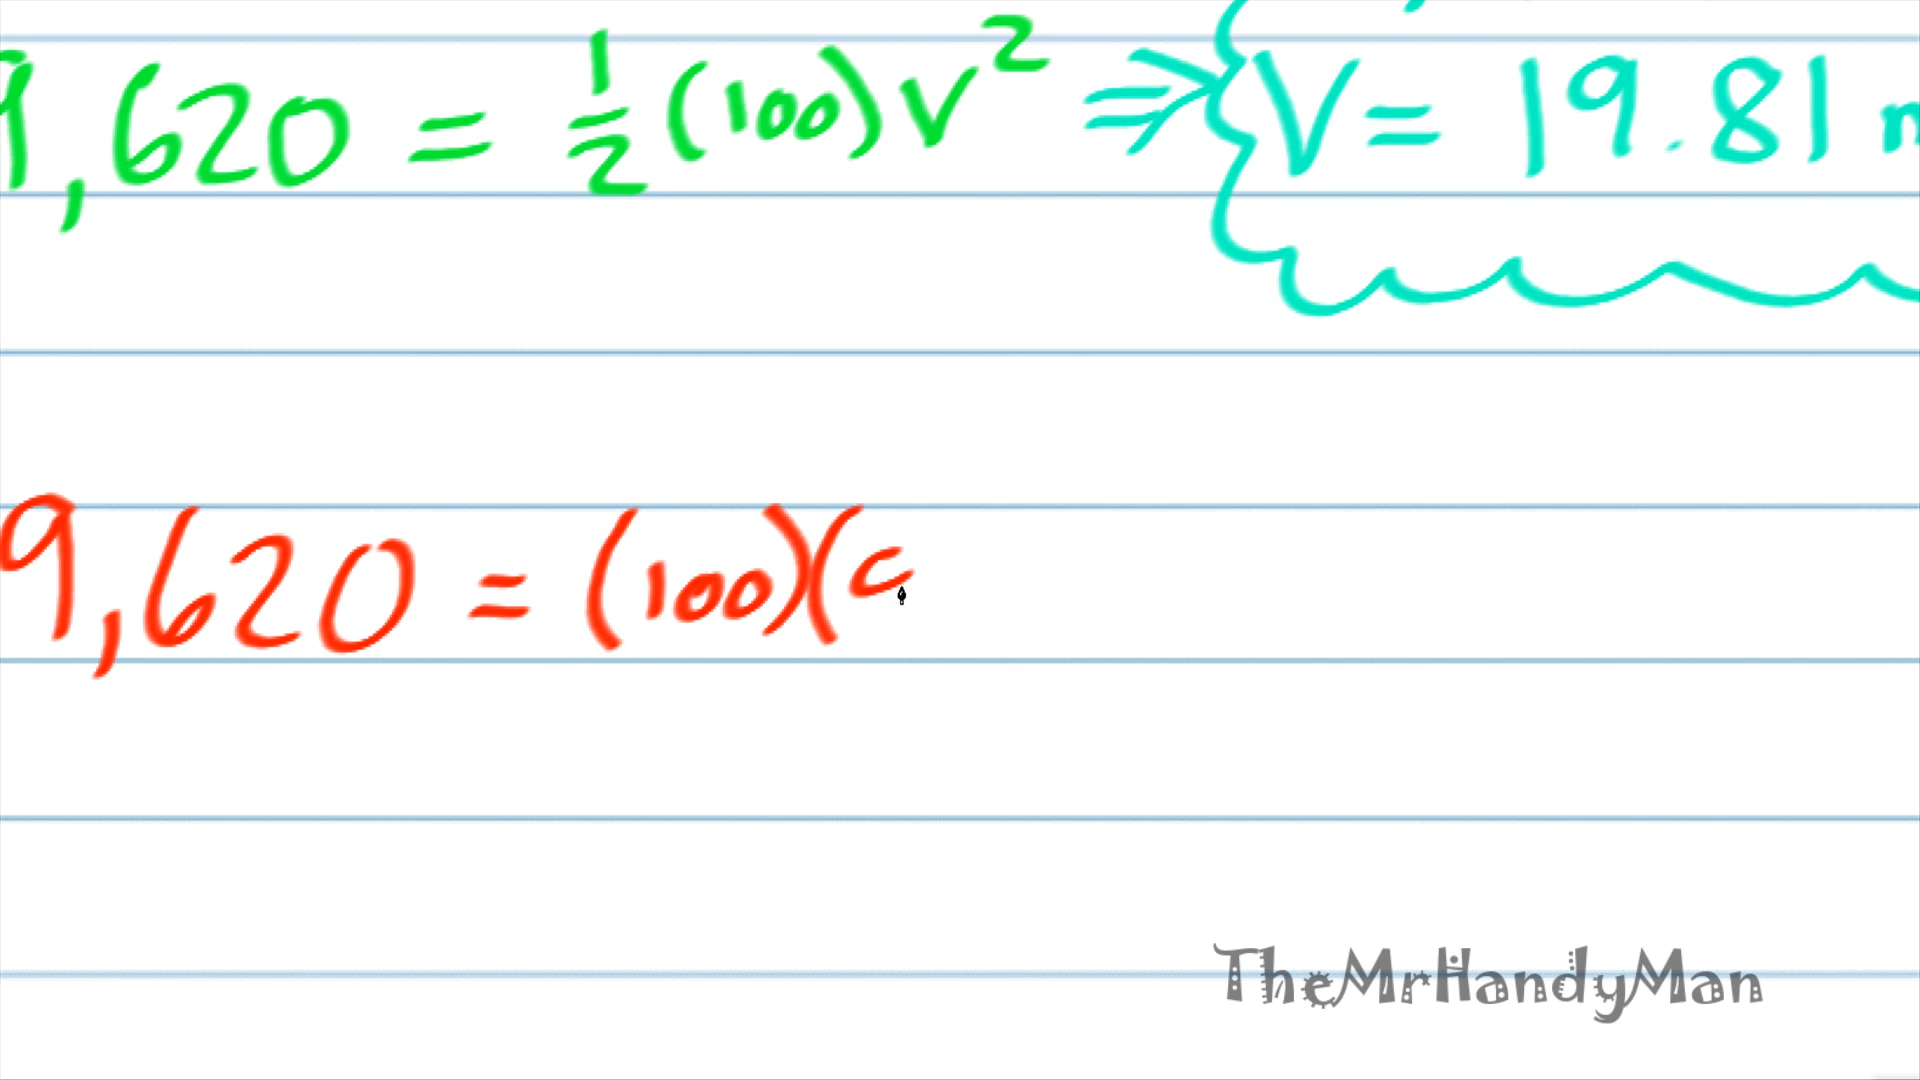 9,620 = 1/2 (100) V² ⇒ V = 19.81 m
9,620 = (100)(
TheMrHandyMan